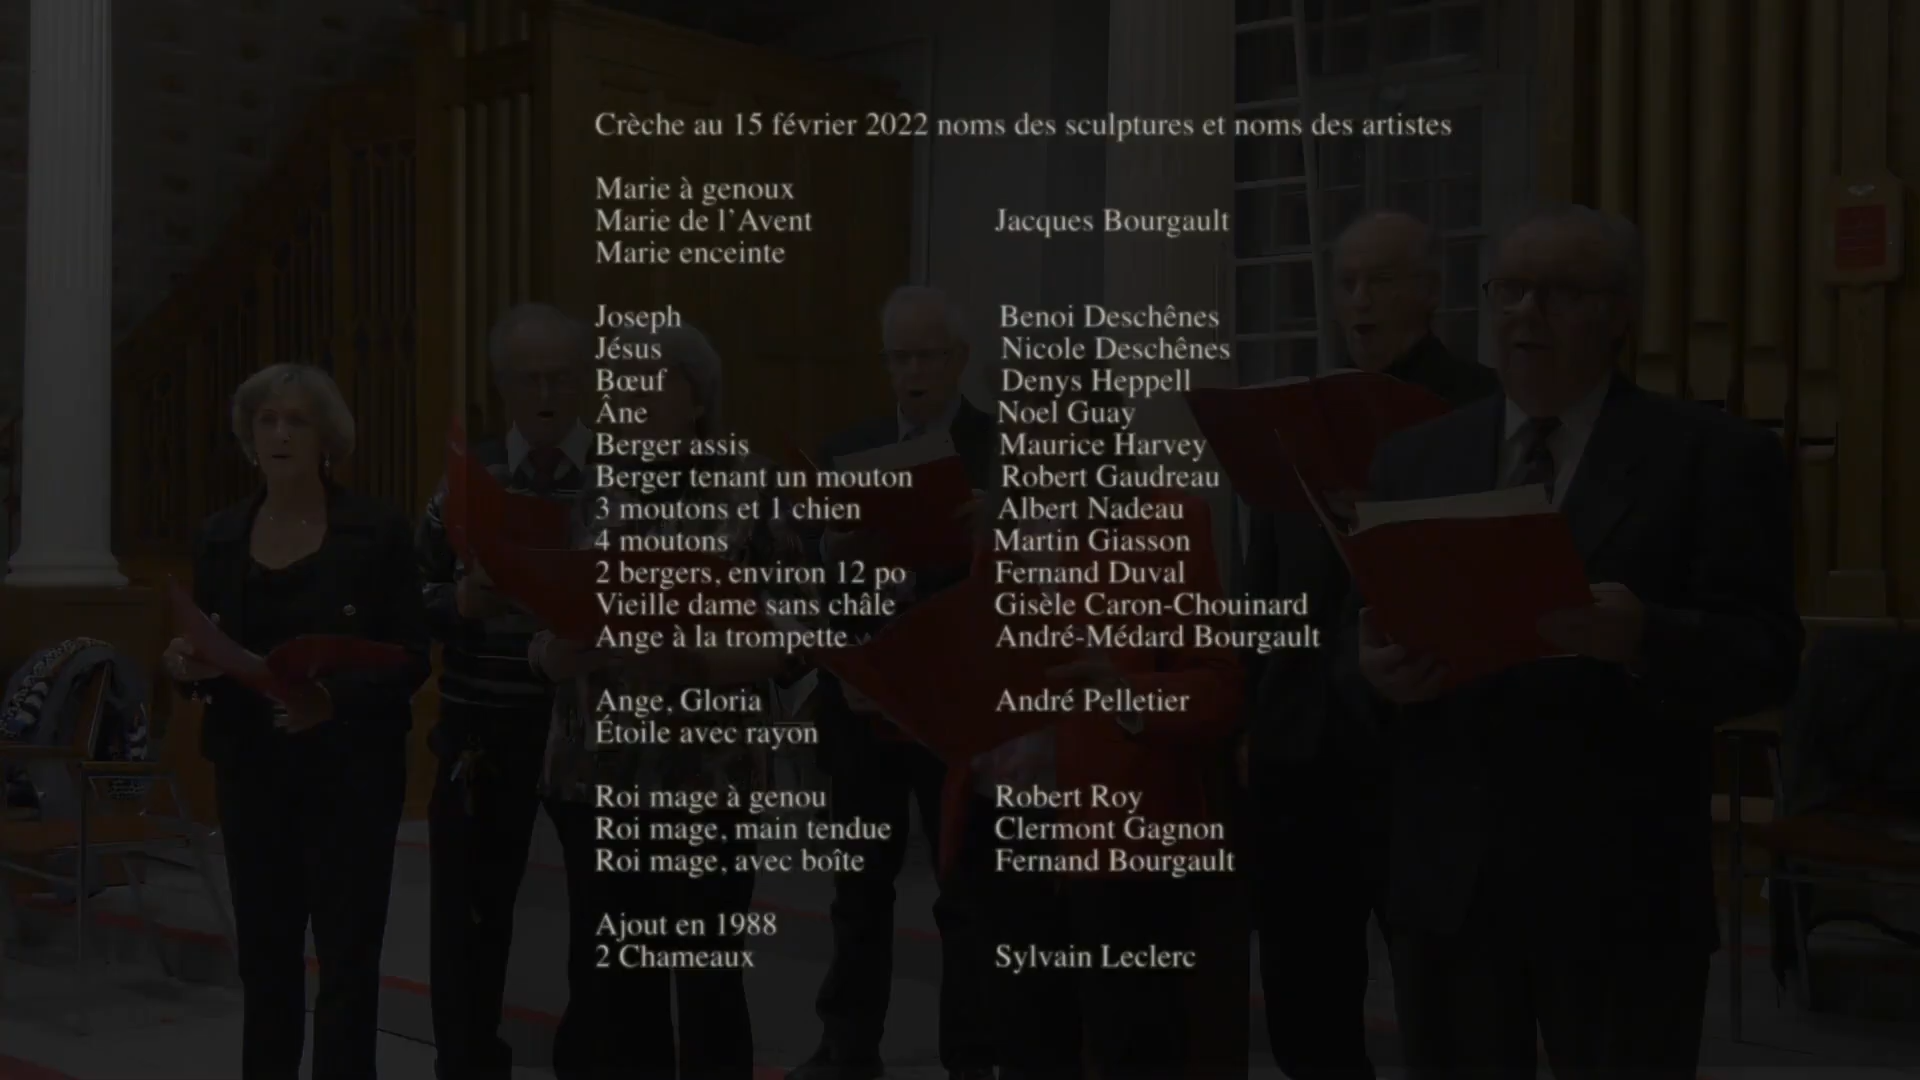 Crèche au 15 février 2022 noms des sculptures et noms des artistes
Marie à genoux
Marie de l'Avent Jacques Bourgault
Marie enceinte
Joseph Benoi Deschênes
Jésus Nicole Deschênes
Bœuf Denys Heppell
Âne Noel Guay
Berger assis Maurice Harvey
Berger tenant un mouton Robert Gaudreau
3 moutons et 1 chien Albert Nadeau
4 moutons Martin Giasson
2 bergers, environ 12 po Fernand Duval
Vieille dame sans châle Gisèle Caron-Chouinard
Ange à la trompette André-Médard Bourgault
Ange, Gloria André Pelletier
Étoile avec rayon
Roi mage à genou Robert Roy
Roi mage, main tendue Clermont Gagnon
Roi mage, avec boîte Fernand Bourgault
Ajout en 1988
2 Chameaux Sylvain Leclerc